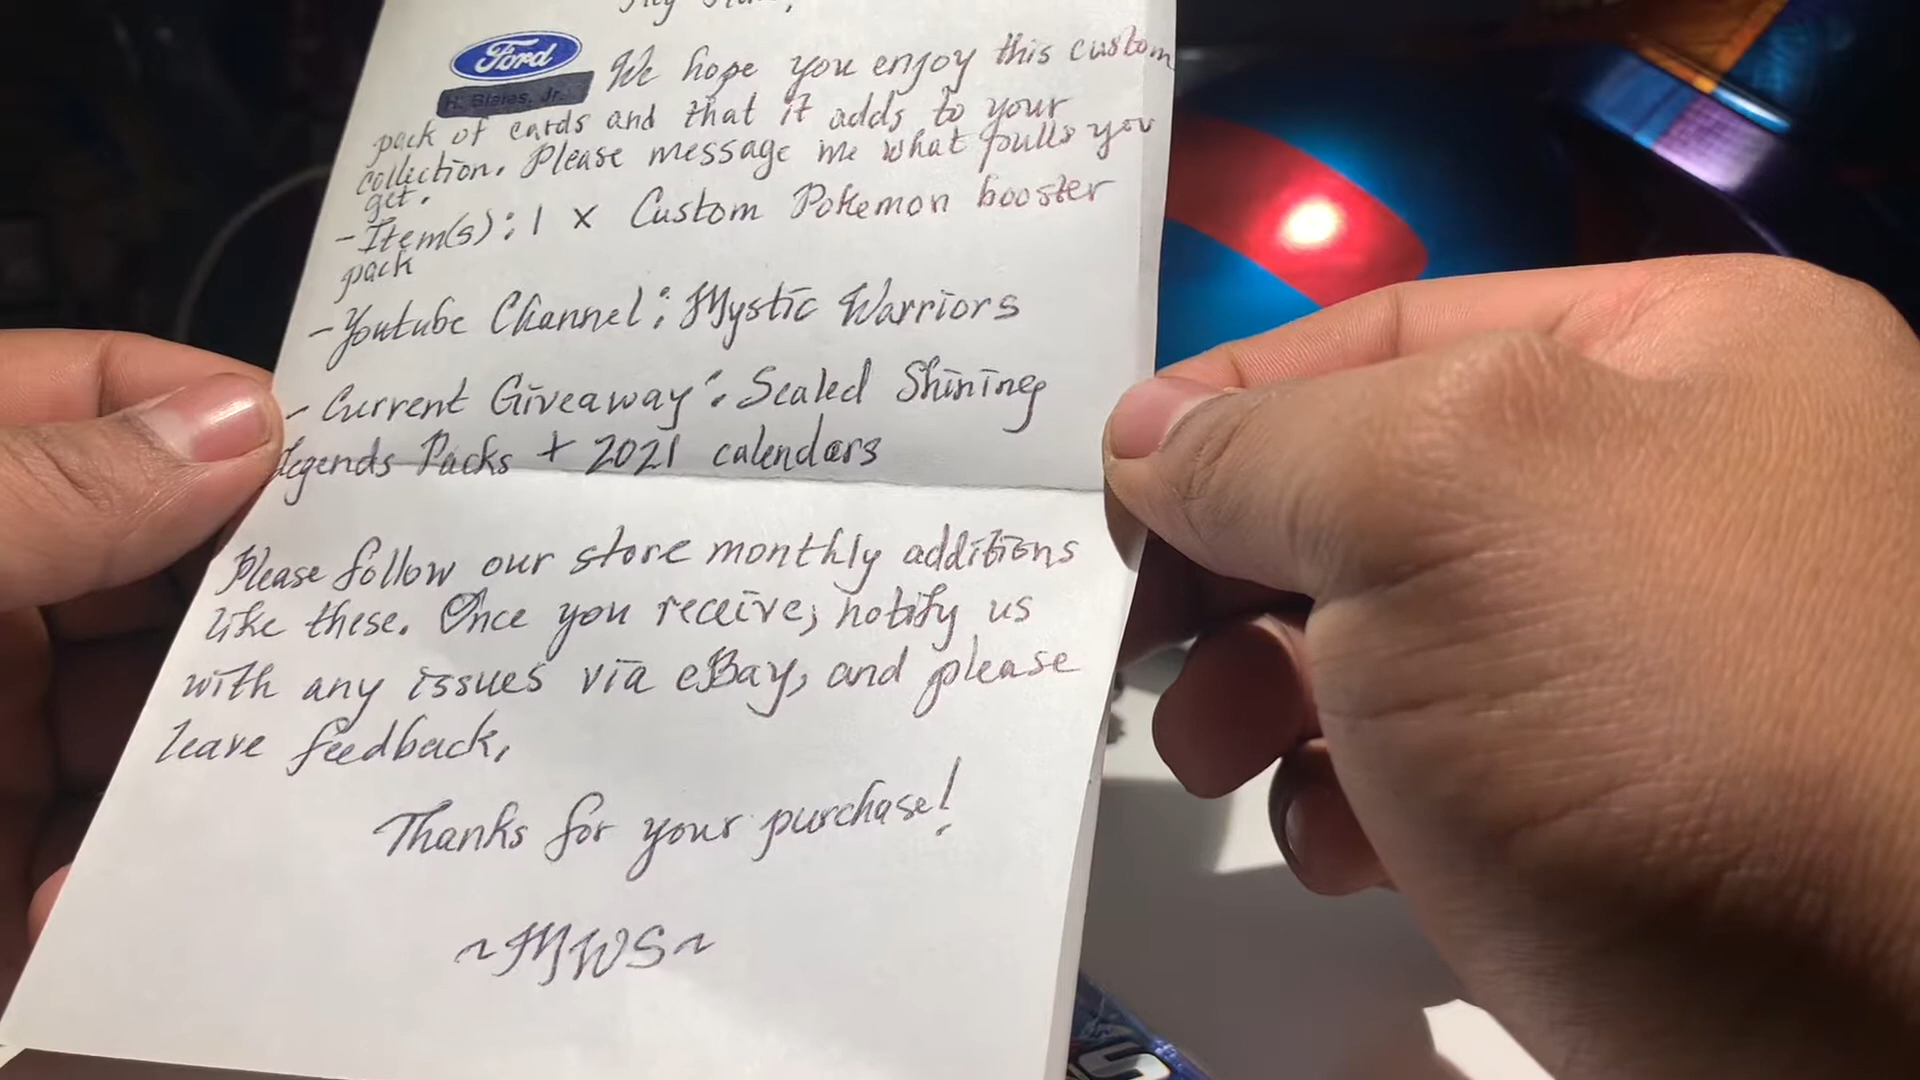 Hey
Ford
We hope you enjoy this custom
pack of cards and that it adds to your
collection. Please message me what pulls you
get.
- Item(s): 1 x Custom Pokemon booster
pack
- Youtube Channel: Mystic Warriors
- Current Giveaway: Sealed Shining
Legends Packs + 2021 calendars
Please follow our store monthly additions
like these. Once you receive, notify us
with any issues via eBay, and please
leave feedback.
Thanks for your purchase!
~MWS~